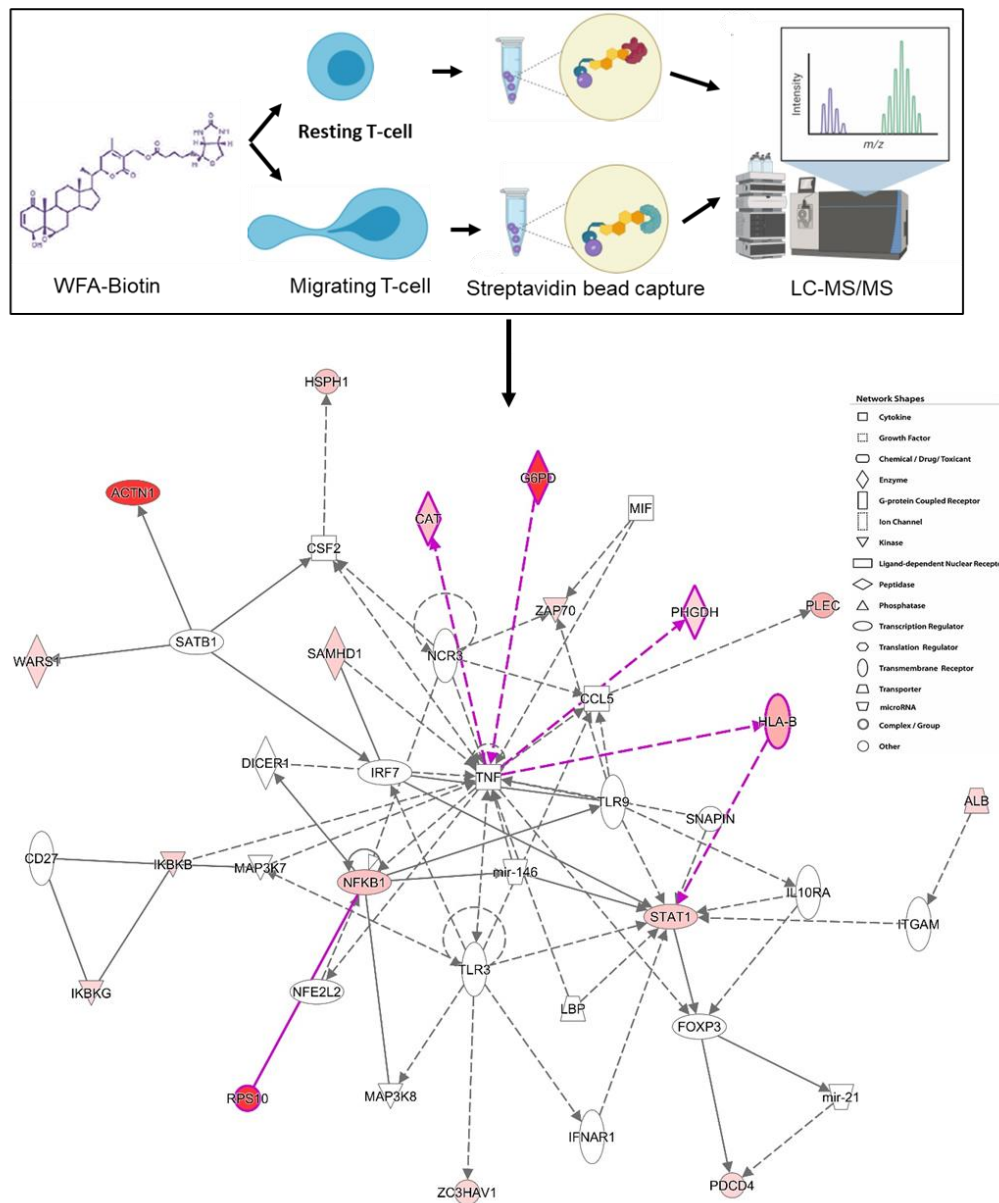 Resting T-cell
Intensity
m/z
WFA-Biotin
Migrating T-cell
Streptavidin bead capture
LC-MS/MS
HSPH1
Network Shapes
Cytokine
Growth Factor
Chemical / Drug/ Toxicant
Enzyme
G-protein Coupled Receptor
Ion Channel
Kinase
Ligand-dependent Nuclear Recepto
Peptidase
Phosphatase
Transcription Regulator
Translation Regulator
Transmembrane Receptor
Transporter
microRNA
Complex / Group
Other
G6PD
ACTN1
CAT
MIF
CSF2
ZAP70
PHGDH
PLEC
SATB1
WARS1
SAMHD1
NCR3
CCL5
HLA-B
DICER1
IRF7
TNF
TLR9
SNAPIN
ALB
CD27
IKBKB
MAP3K7
NFKB1
mir-146
IL10RA
STAT1
ITGAM
IKBKG
NFE2L2
TLR3
LBP
FOXP3
RPS10
MAP3K8
mir-21
IFNAR1
ZC3HAV1
PDCD4